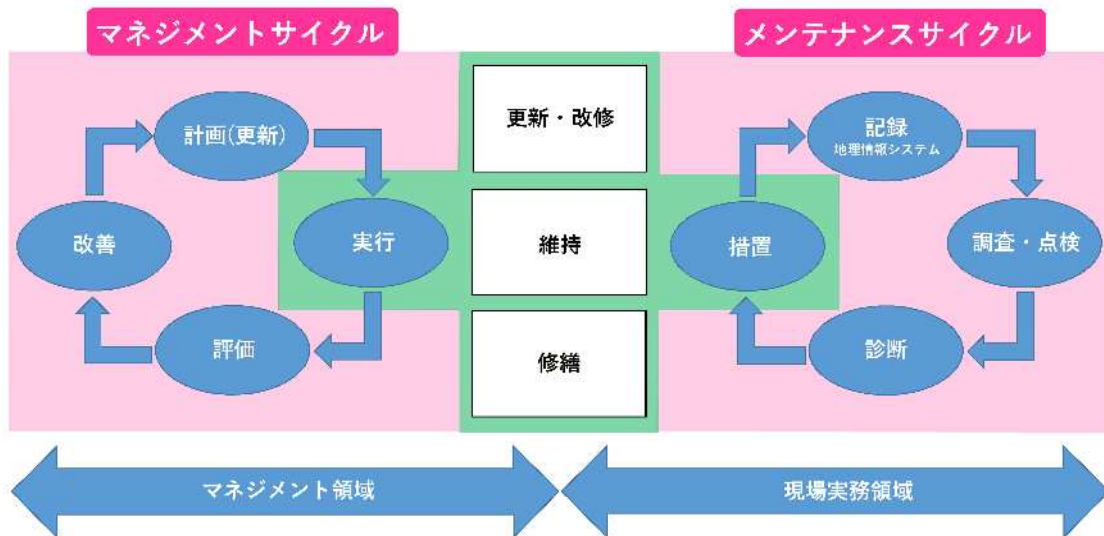 マネジメントサイクル
メンテナンスサイクル
計画(更新)
実行
評価
改善
更新・改修
維持
修繕
記録
地理情報システム
調査・点検
診断
措置
マネジメント領域
現場実務領域